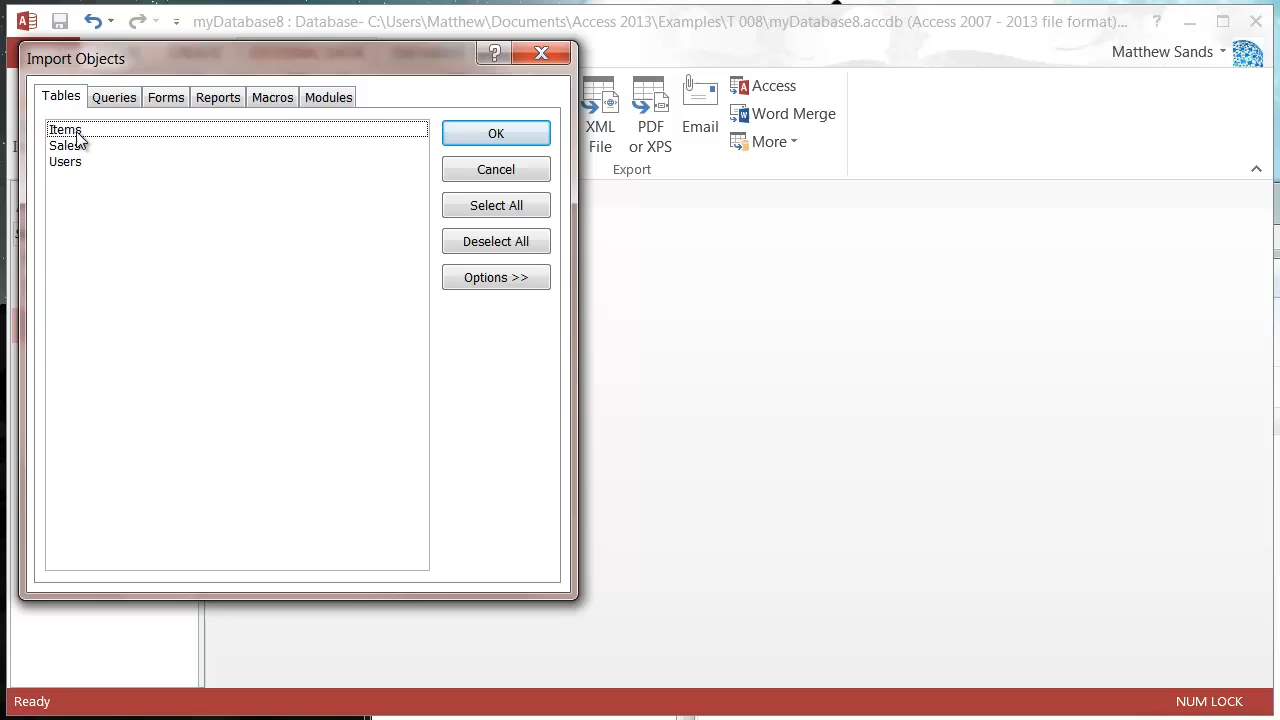 myDatabase8 : Database- C:\Users\Matthew\Documents\Access 2013\Examples\T 008\myDatabase8.accdb (Access 2007 - 2013 file format)...
Matthew Sands
Import Objects
Tables Queries Forms Reports Macros Modules
Items
Sales
Users
OK
Cancel
Select All
Deselect All
Options >>
XML
File
PDF
or XPS
Email
Access
Word Merge
More
Export
Ready
NUM LOCK